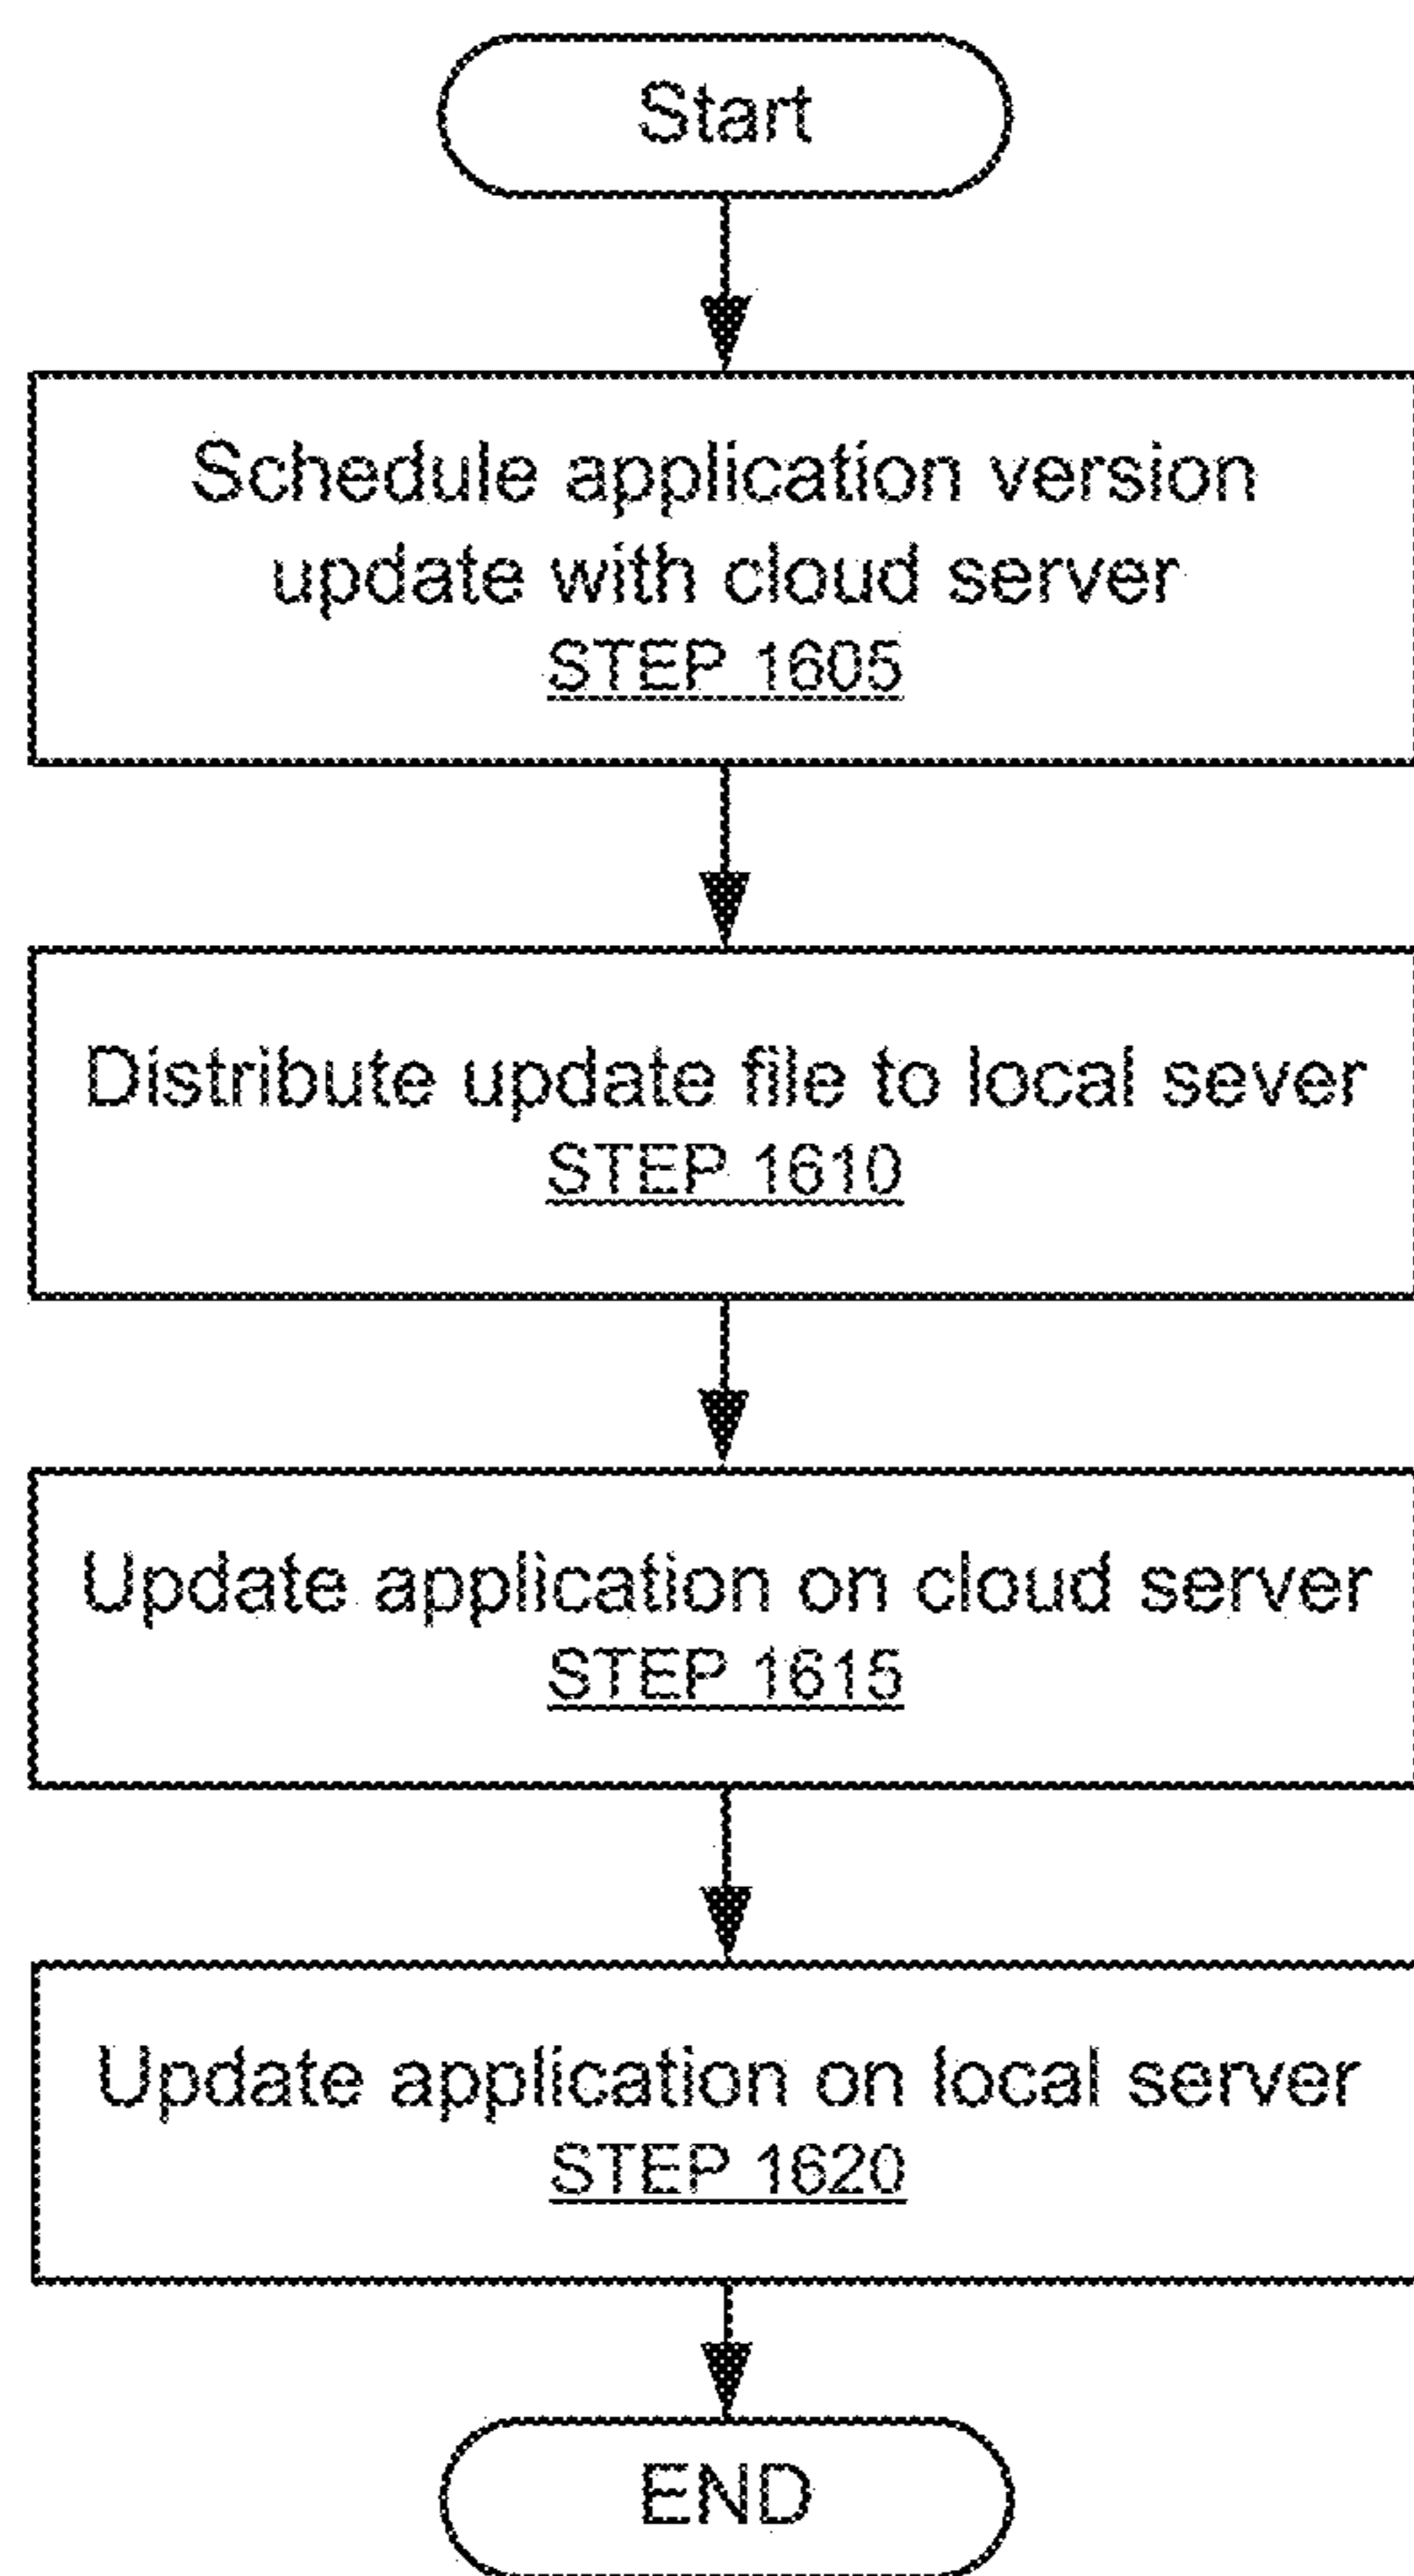 Start
Schedule application version
update with cloud server
STEP 1605
Distribute update file to local sever
STEP 1610
Update application on cloud server
STEP 1615
Update application on local server
STEP 1620
END